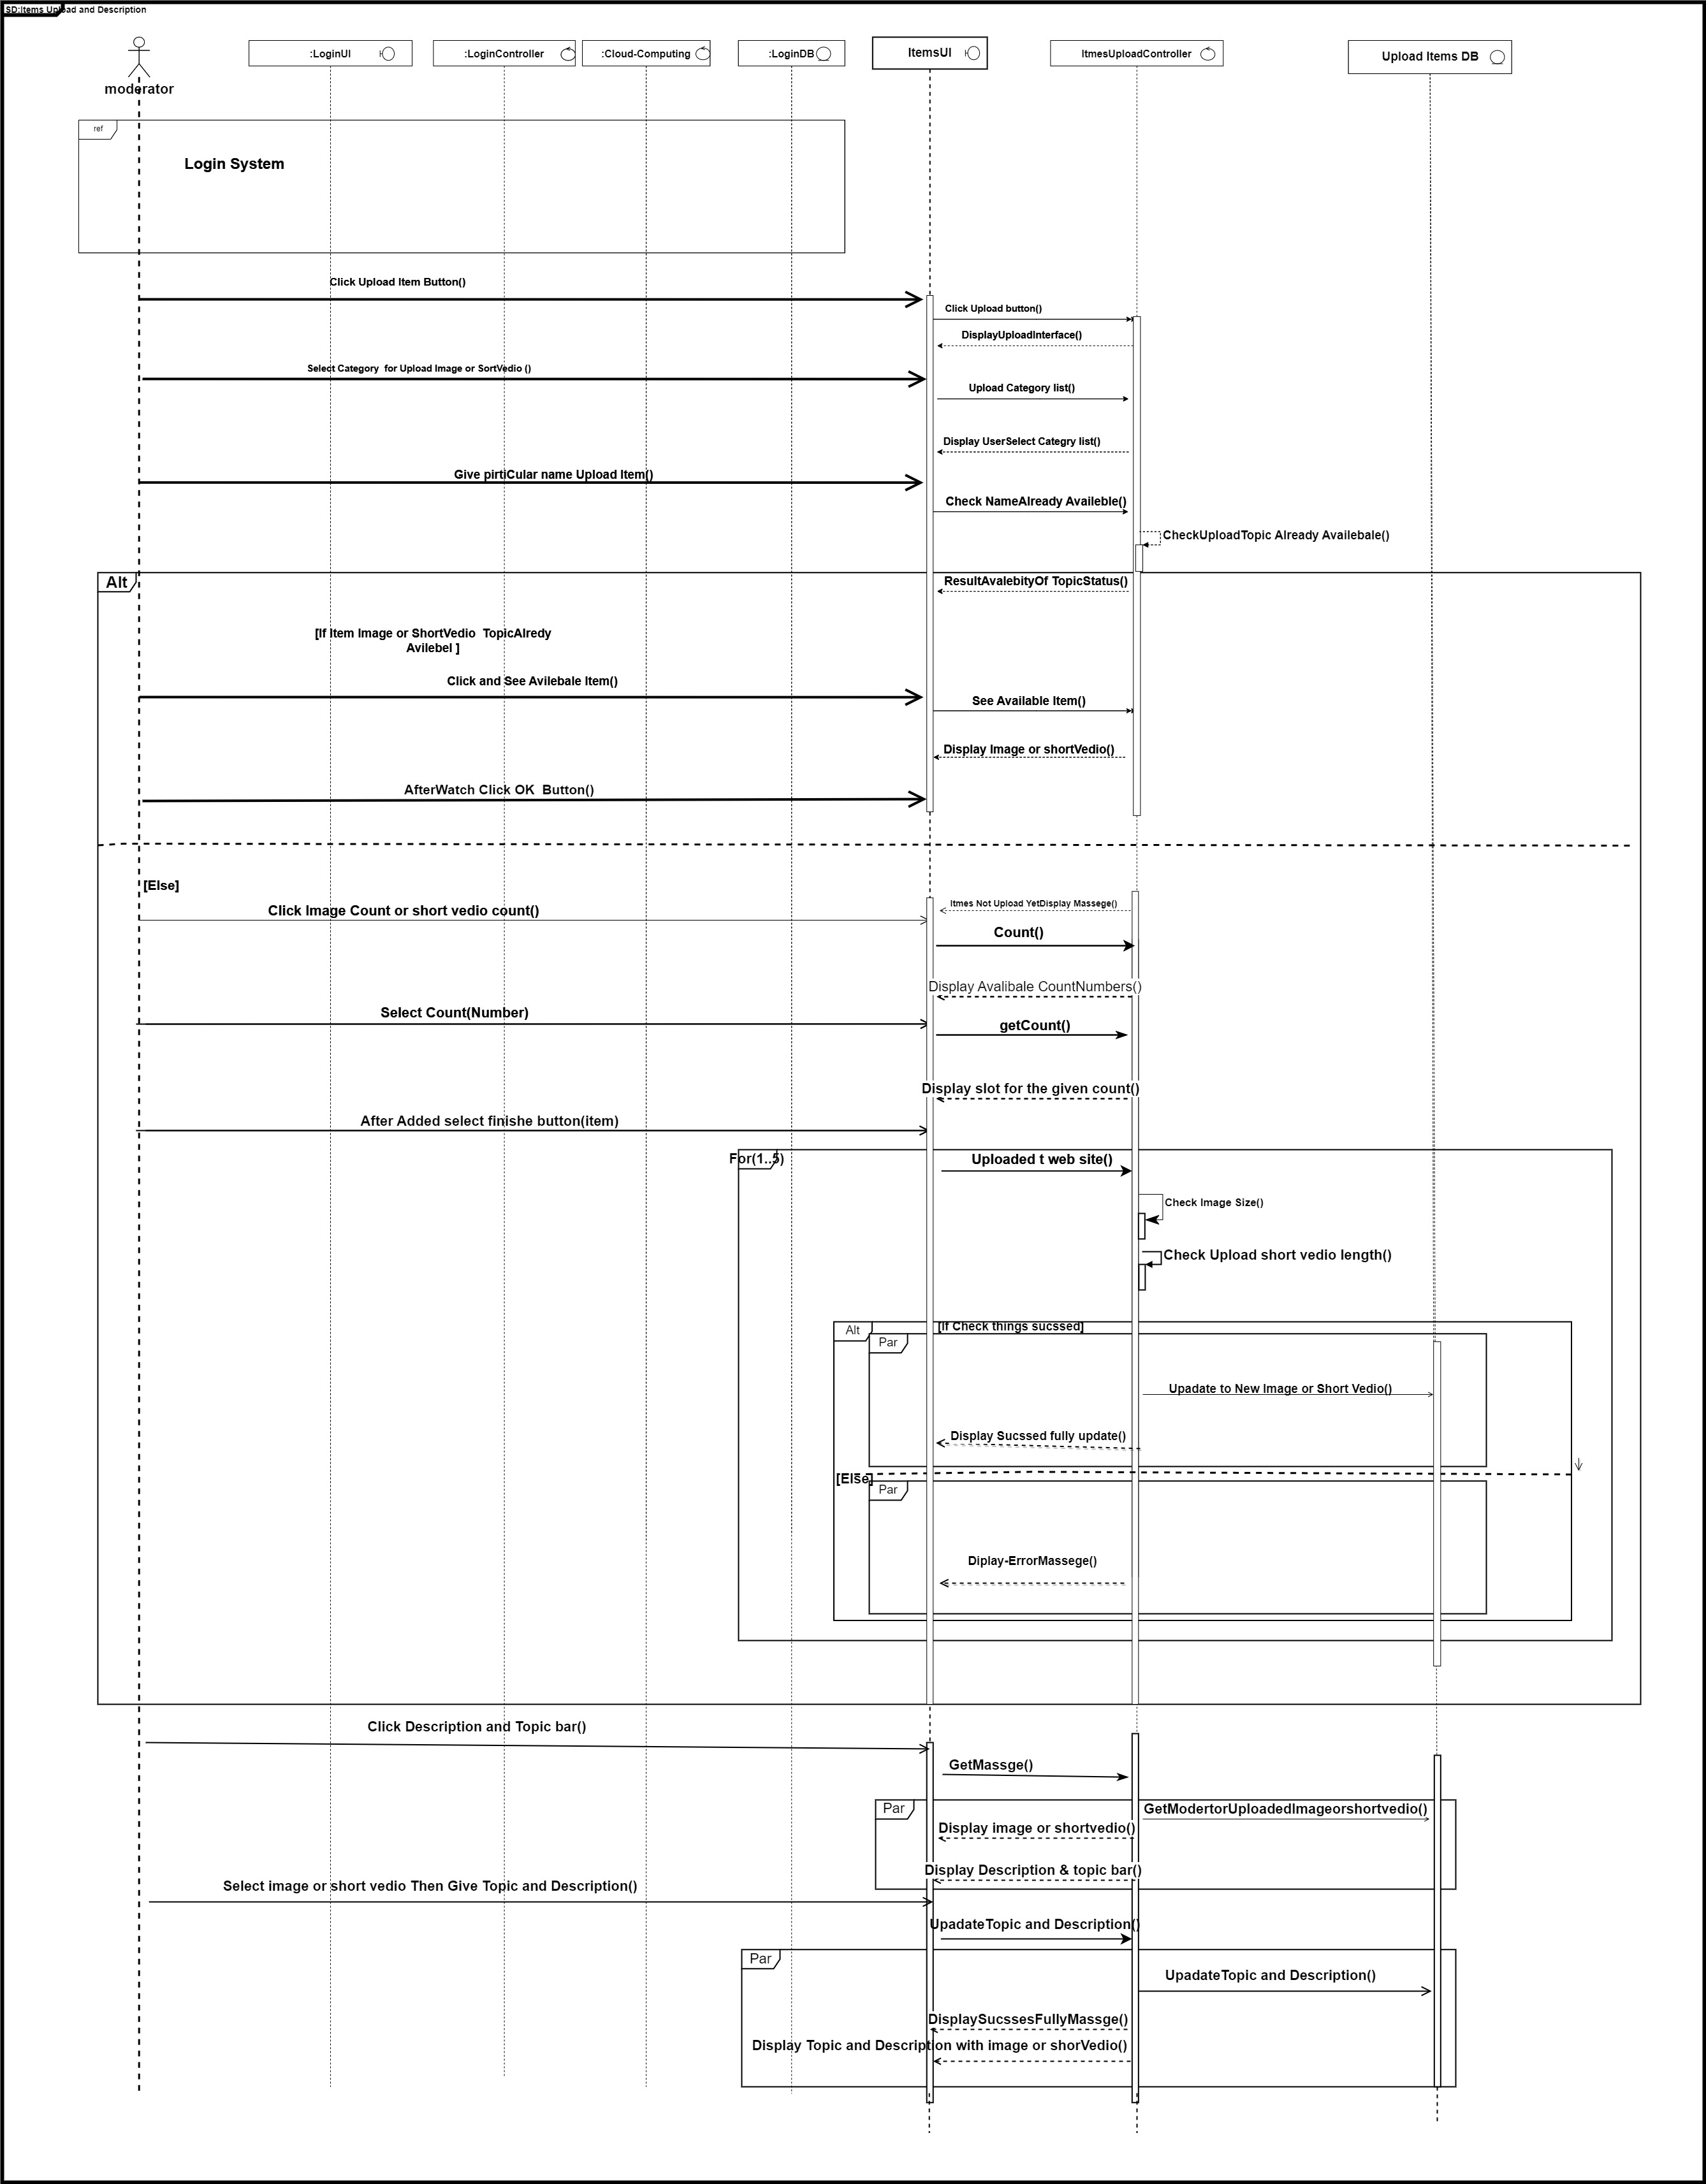 SD:Items Upload and Description
moderator
:LoginUI
:LoginController
:Cloud-Computing
:LoginDB
ItemsUI
ItmesUploadController
Upload Items DB
ref
Login System
Click Upload Item Button()
Click Upload button()
DisplayUploadInterface()
Select Category  for Upload Image or SortVedio ()
Upload Category list()
Display UserSelect Categry list()
Give pirtiCular name Upload Item()
Check NameAlready Availeble()
CheckUploadTopic Already Availebale()
Alt
ResultAvalebityOf TopicStatus()
[If Item Image or ShortVedio  TopicAlredy
Avilebel ]
Click and See Avilebale Item()
See Available Item()
Display Image or shortVedio()
AfterWatch Click OK  Button()
[Else]
Itmes Not Upload YetDisplay Massege()
Click Image Count or short vedio count()
Count()
Display Avalibale CountNumbers()
Select Count(Number)
getCount()
Display slot for the given count()
After Added select finishe button(item)
For(1..5)
Uploaded t web site()
Check Image Size()
Check Upload short vedio length()
Alt
[if Check things sucssed]
Par
Upadate to New Image or Short Vedio()
Display Sucssed fully update()
[Else]
Par
Diplay-ErrorMassege()
Click Description and Topic bar()
GetMassge()
Par
GetModertorUploadedImageorshortvedio()
Display image or shortvedio()
Display Description & topic bar()
Select image or short vedio Then Give Topic and Description()
UpadateTopic and Description()
Par
UpadateTopic and Description()
DisplaySucssesFullyMassge()
Display Topic and Description with image or shorVedio()